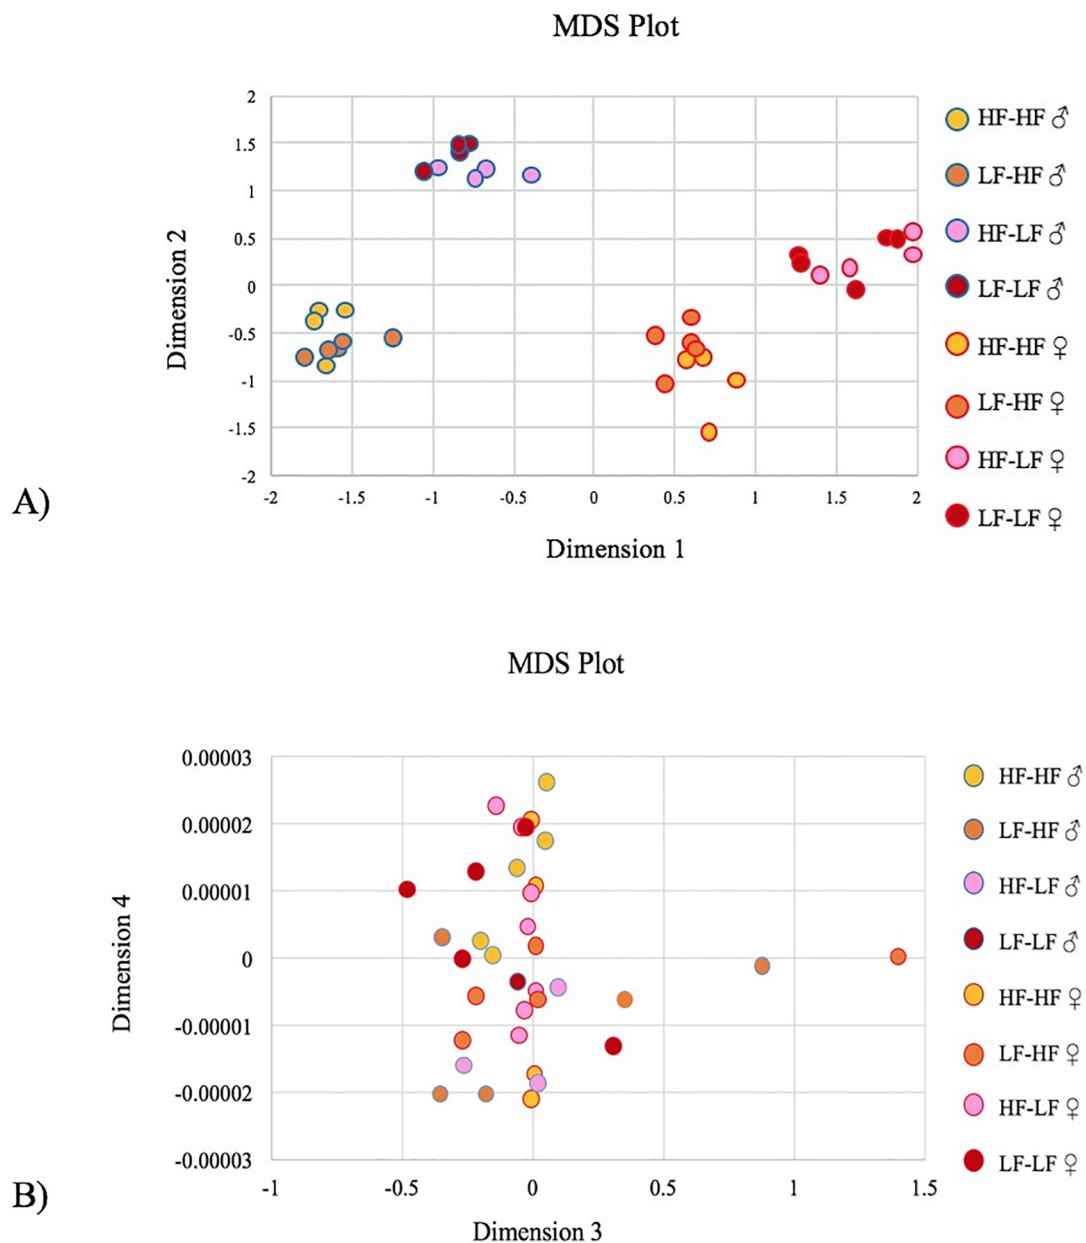 MDS Plot
2
1.5
1
0.5
0
-0.5
-1
-1.5
-2
-2 -1.5 -1 -0.5 0 0.5 1 1.5 2
Dimension 2
Dimension 1
HF-HF ♂
LF-HF ♂
HF-LF ♂
LF-LF ♂
HF-HF ♀
LF-HF ♀
HF-LF ♀
LF-LF ♀
A)
MDS Plot
0.00003
0.00002
0.00001
0
-0.00001
-0.00002
-0.00003
-1 -0.5 0 0.5 1 1.5
Dimension 4
Dimension 3
HF-HF ♂
LF-HF ♂
HF-LF ♂
LF-LF ♂
HF-HF ♀
LF-HF ♀
HF-LF ♀
LF-LF ♀
B)